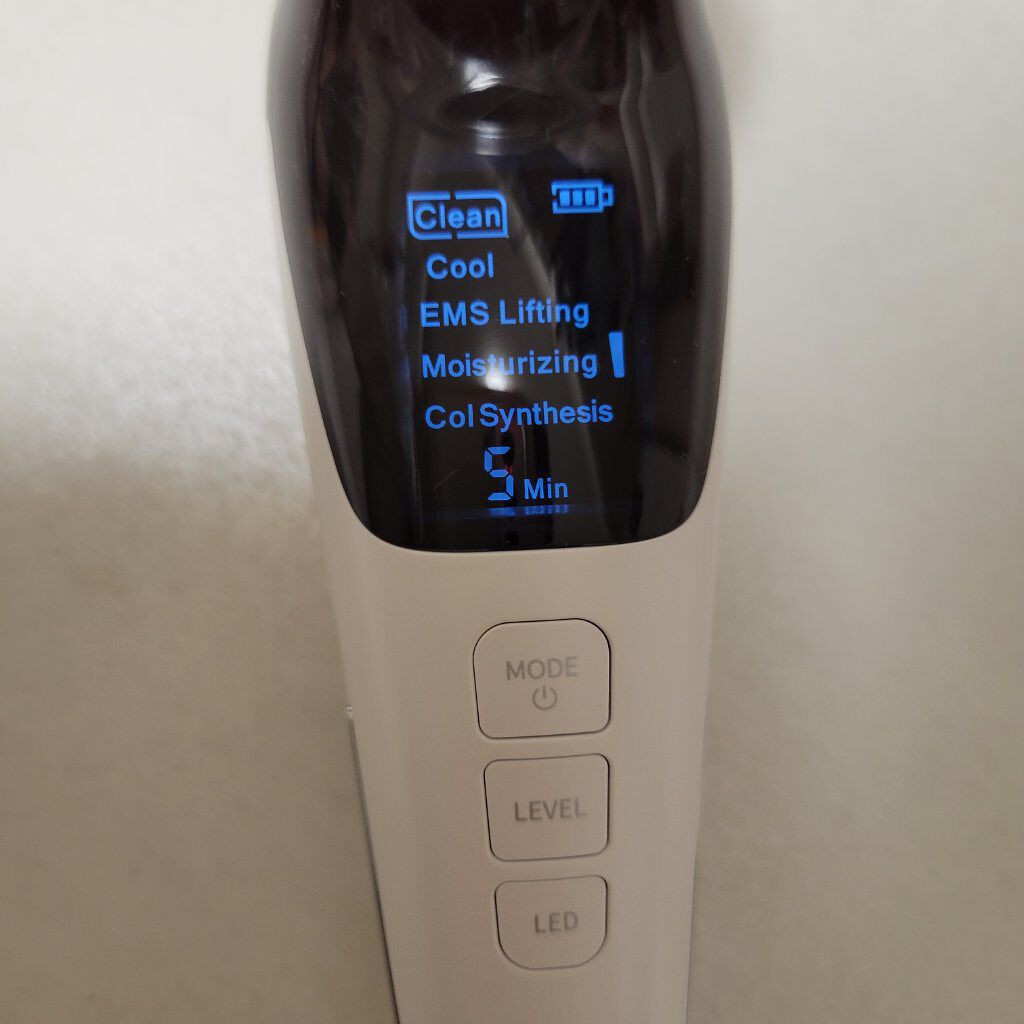 Clean
Cool
EMS Lifting
Moisturizing
Col Synthesis
5 Min
MODE
LEVEL
LED